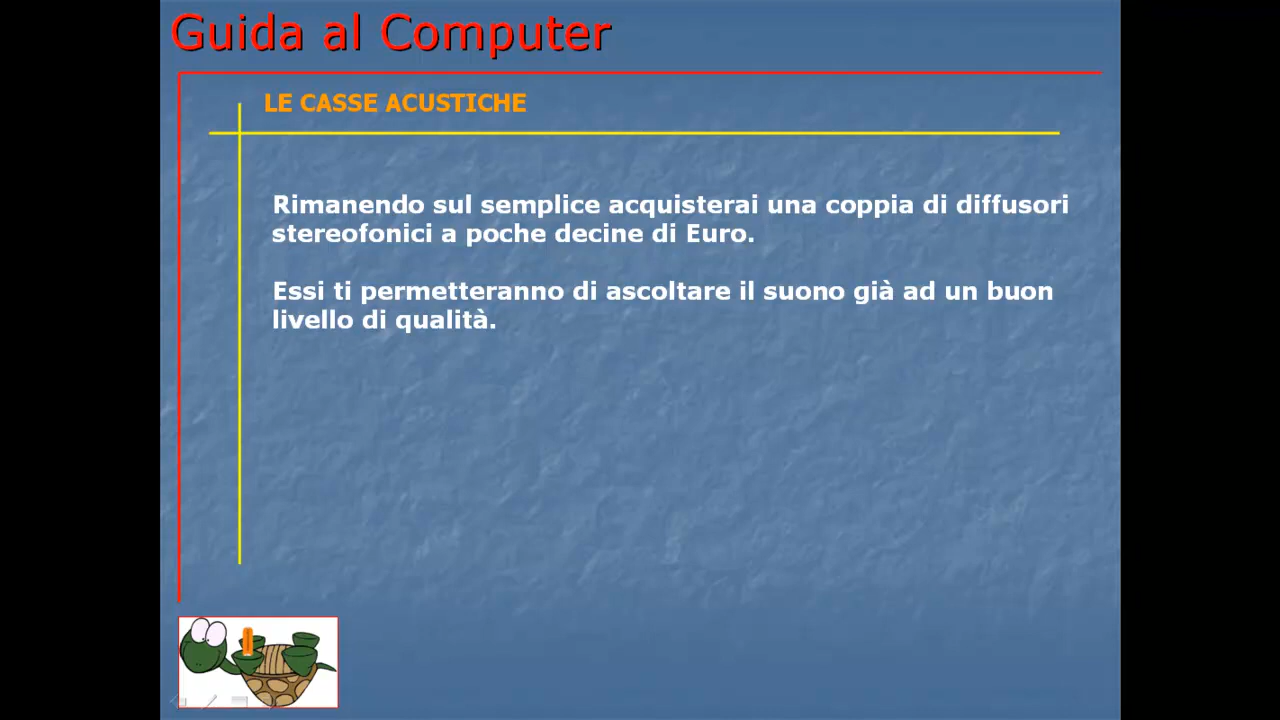 Guida al Computer
LE CASSE ACUSTICHE
Rimanendo sul semplice acquisterai una coppia di diffusori
stereofonici a poche decine di Euro.
Essi ti permetteranno di ascoltare il suono già ad un buon
livello di qualità.